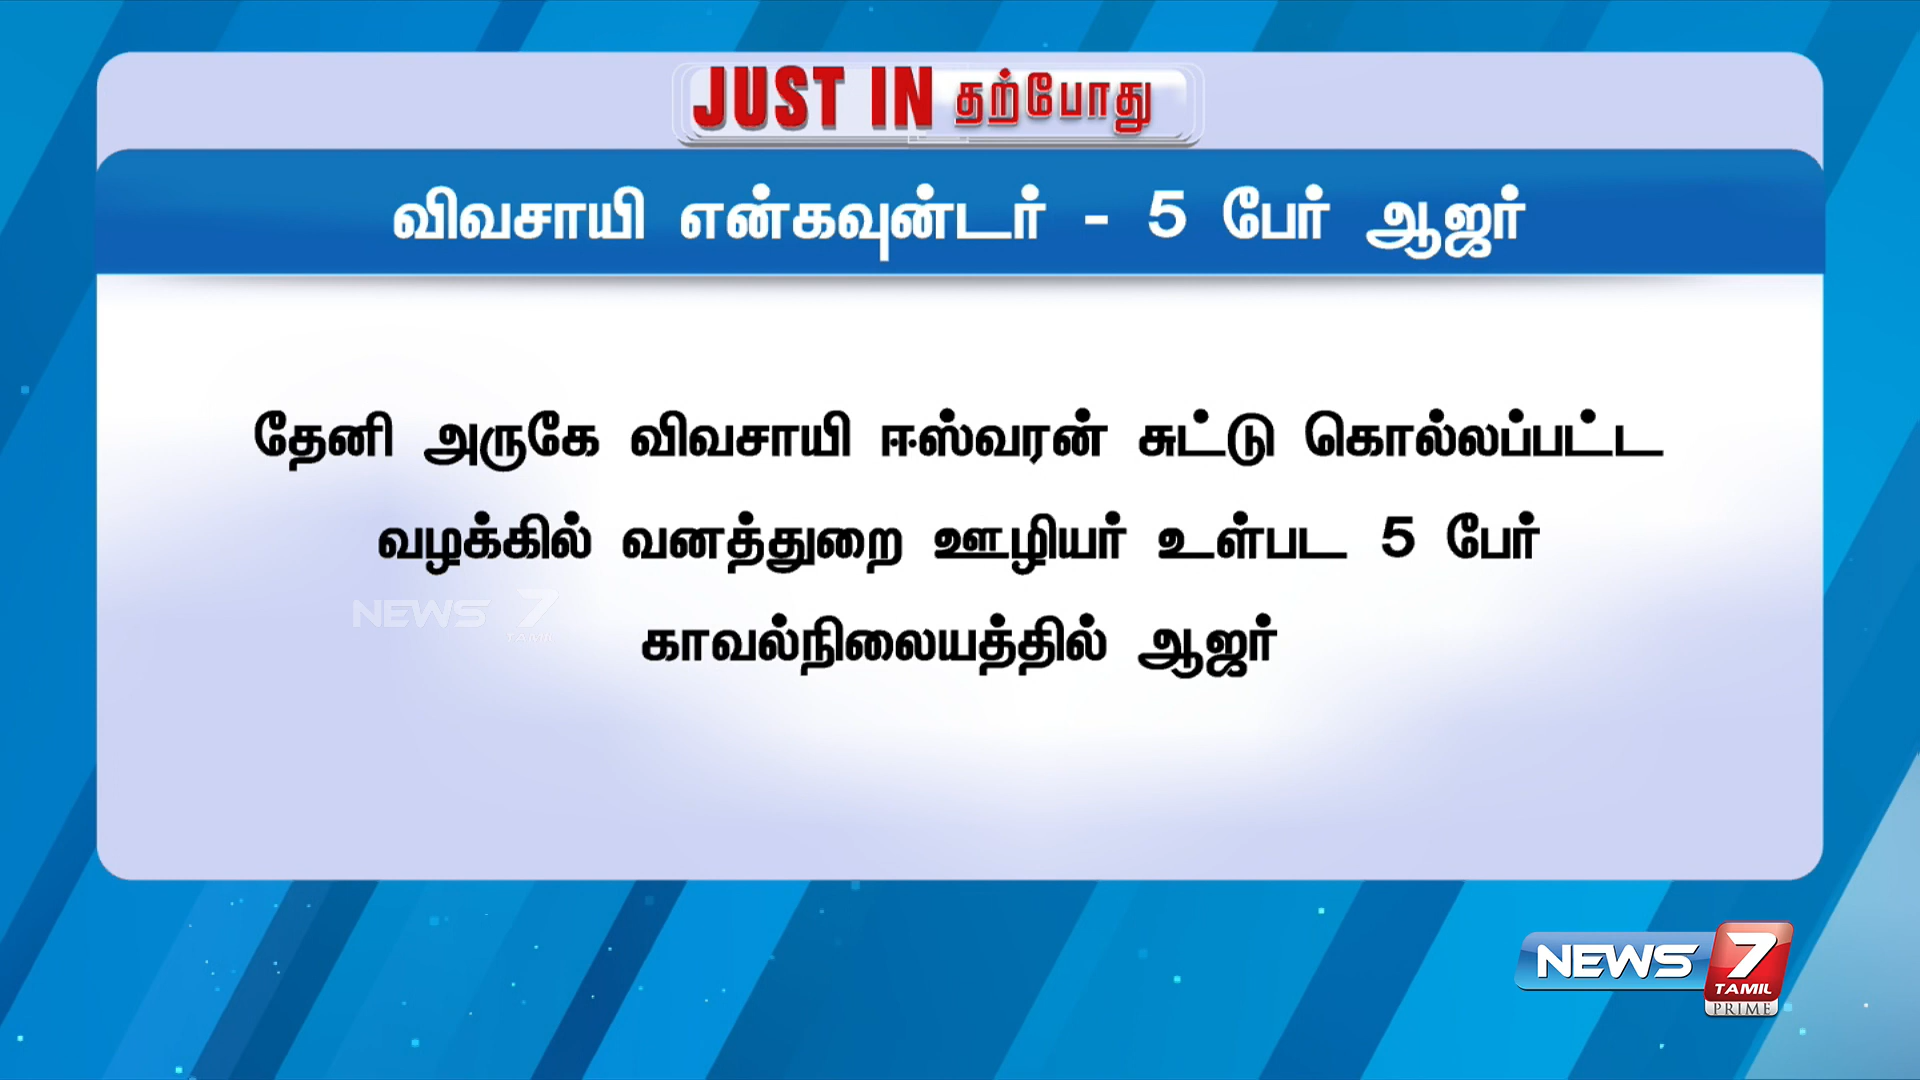 JUST IN தற்போது
விவசாயி என்கவுன்டர் - 5 பேர் ஆஜர்
தேனி அருகே விவசாயி ஈஸ்வரன் சுட்டு கொல்லப்பட்ட
வழக்கில் வனத்துறை ஊழியர் உள்பட 5 பேர்
காவல்நிலையத்தில் ஆஜர்
NEWS 7
TAMIL
NEWS 7
TAMIL
PRIME